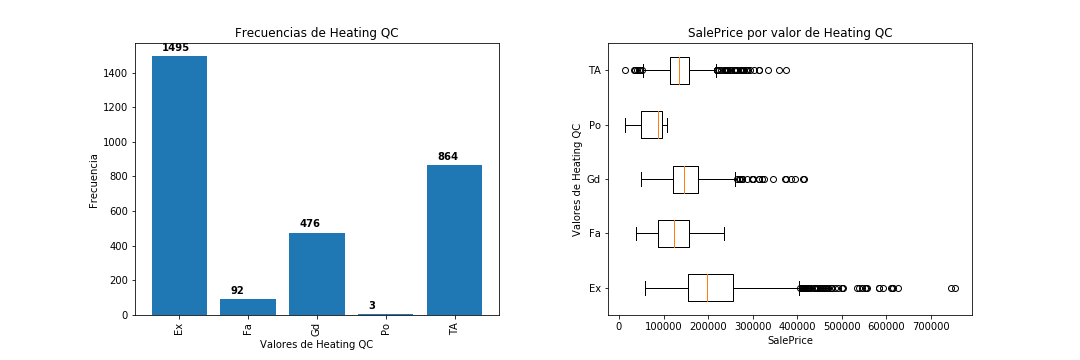 Frecuencias de Heating QC
1495
92
476
3
864
1400
1200
1000
800
600
400
200
0
Frecuencia
Ex
Fa
Gd
Po
TA
Valores de Heating QC
SalePrice por valor de Heating QC
TA
Po
Gd
Fa
Ex
Valores de Heating QC
0 100000 200000 300000 400000 500000 600000 700000
SalePrice